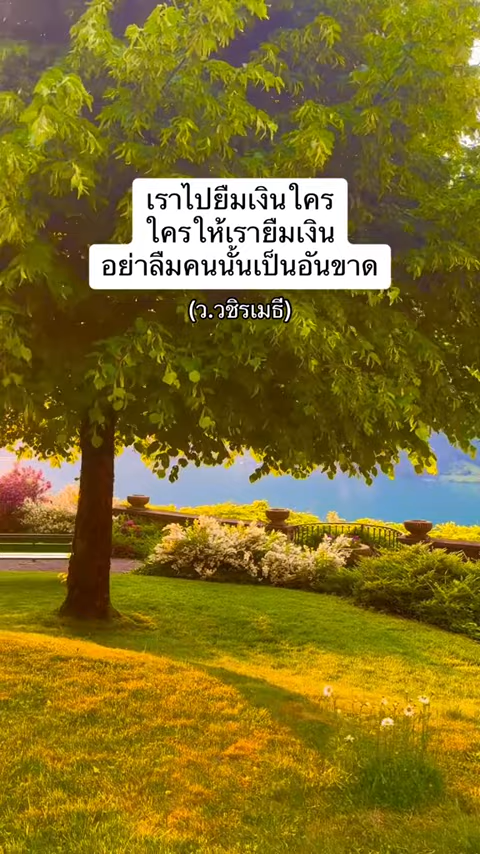 เราไปยืมเงินใคร
ใครให้เรายืมเงิน
อย่าลืมคนนั้นเป็นอันขาด
(ว.วชิรเมธี)